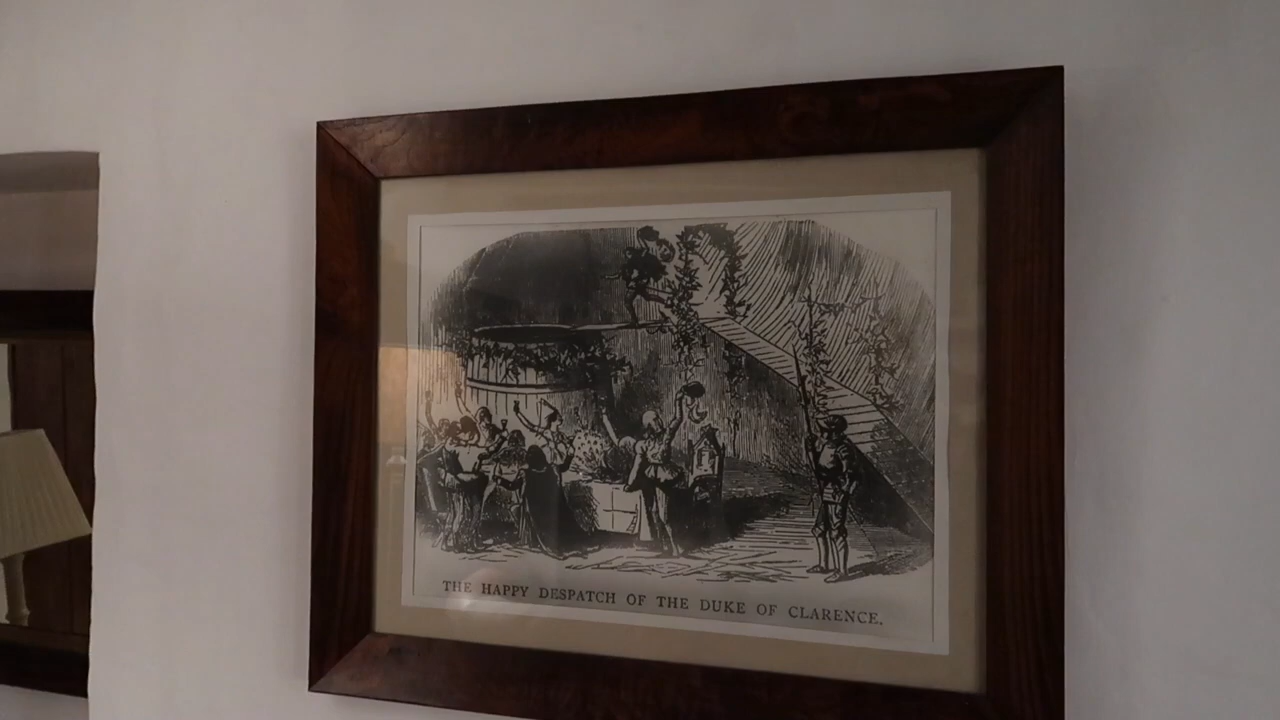 THE HAPPY DESPATCH OF THE DUKE OF CLARENCE.